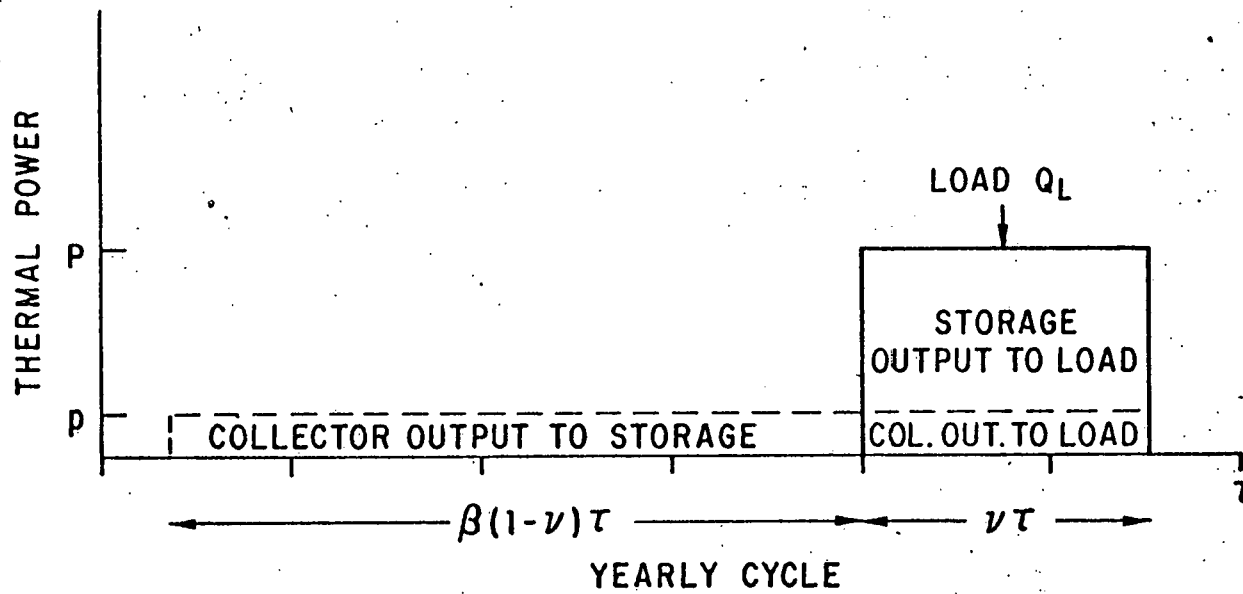 THERMAL POWER
P
p
LOAD Q_L
STORAGE
OUTPUT TO LOAD
COLLECTOR OUTPUT TO STORAGE
COL. OUT. TO LOAD
τ
β(1-ν)τ
ντ
YEARLY CYCLE